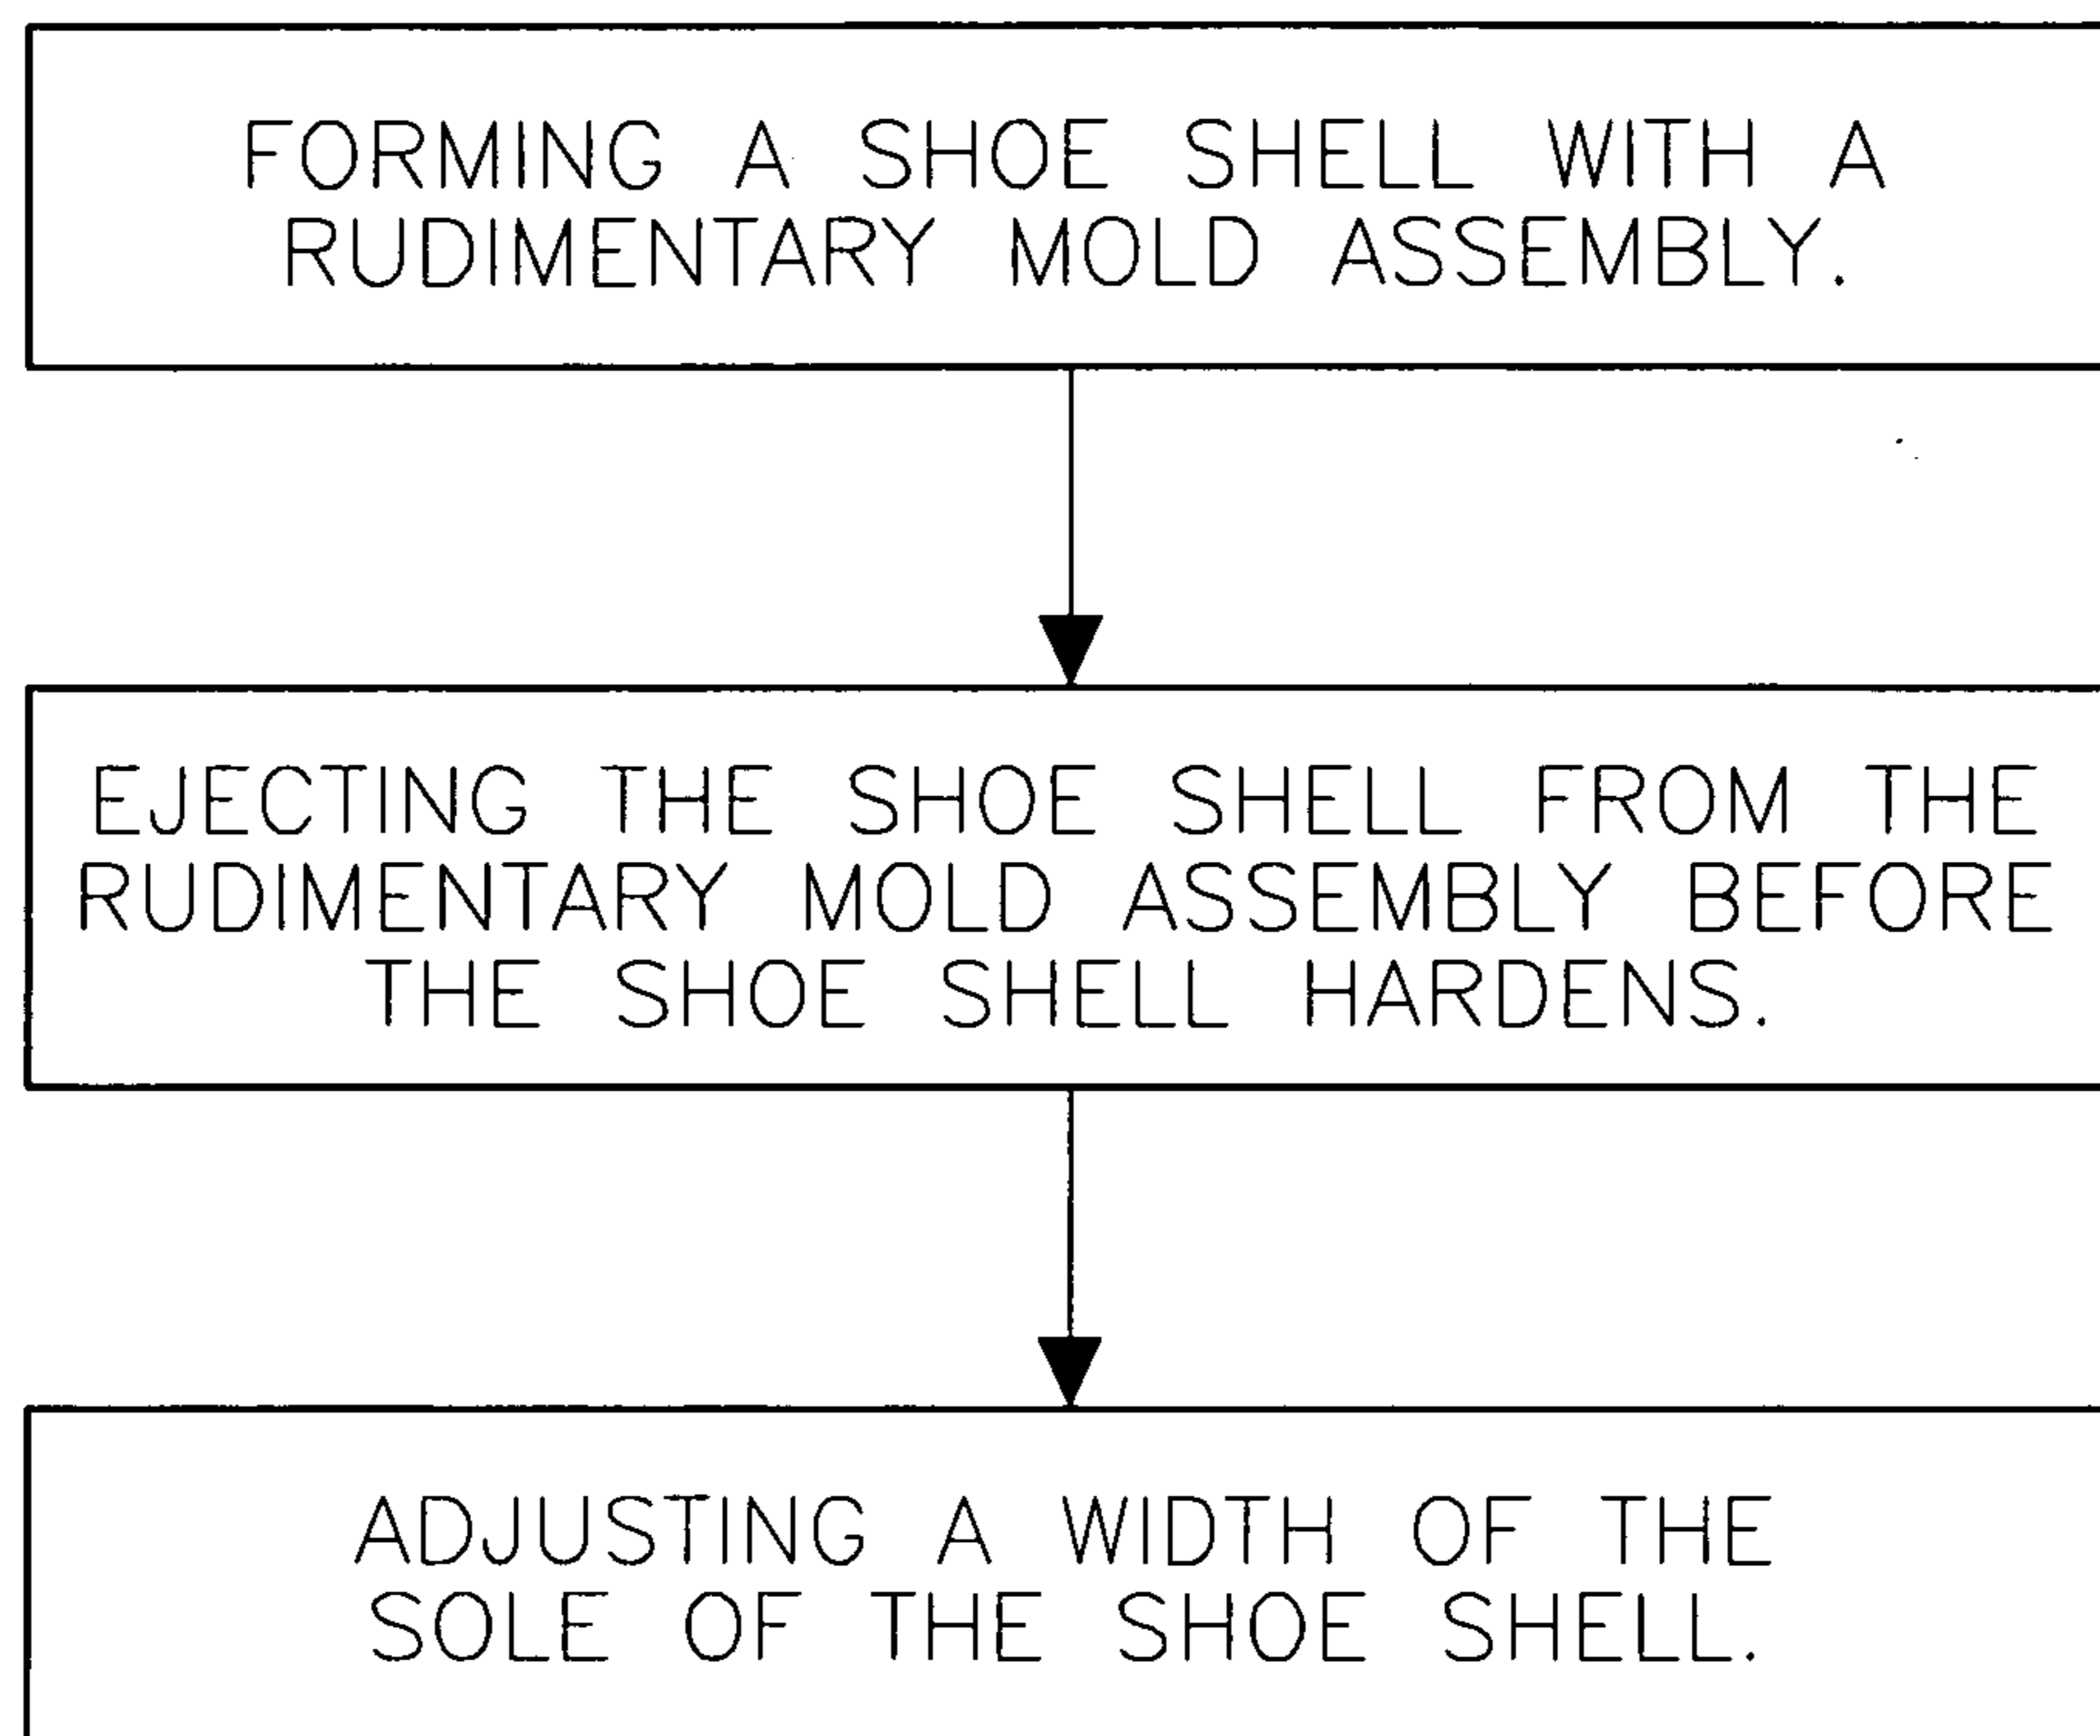 FORMING A SHOE SHELL WITH A
RUDIMENTARY MOLD ASSEMBLY.
EJECTING THE SHOE SHELL FROM THE
RUDIMENTARY MOLD ASSEMBLY BEFORE
THE SHOE SHELL HARDENS.
ADJUSTING A WIDTH OF THE
SOLE OF THE SHOE SHELL.